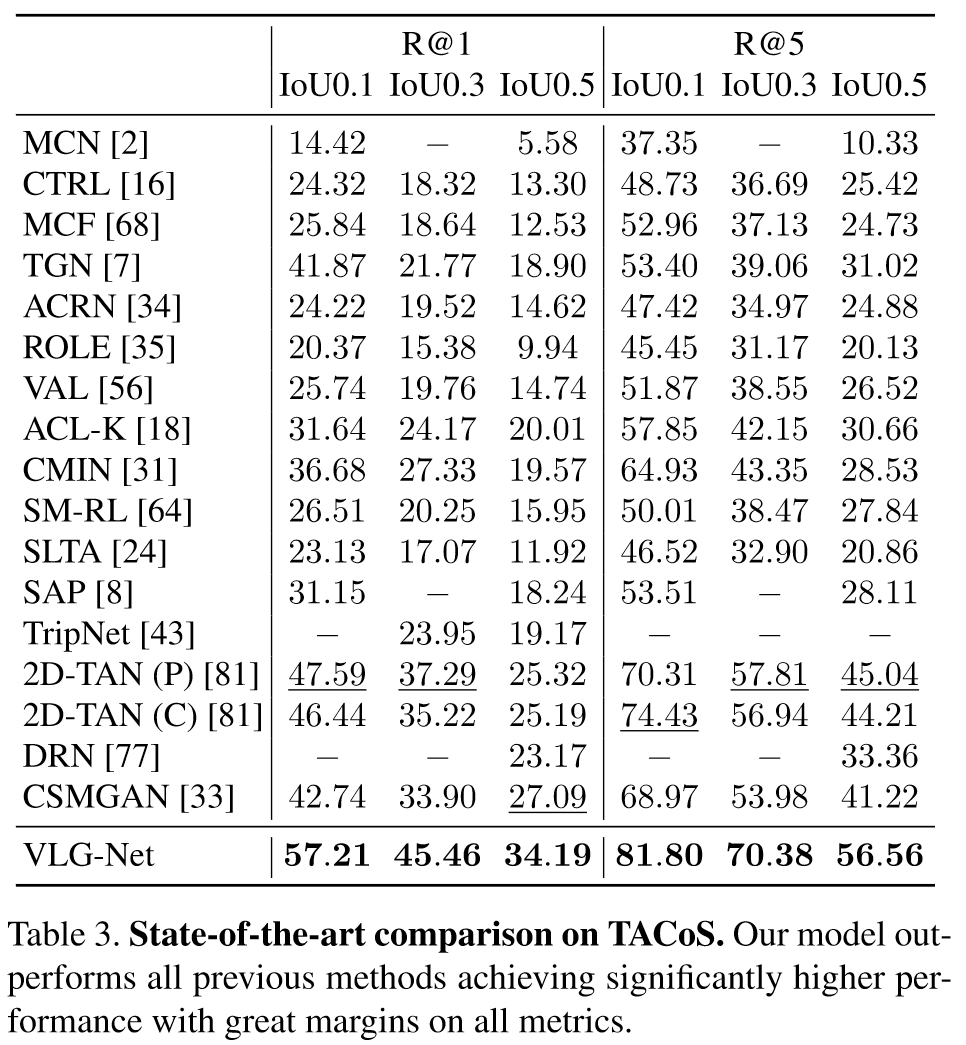 R@1 R@5
IoU0.1 IoU0.3 IoU0.5 IoU0.1 IoU0.3 IoU0.5
MCN [2] 14.42 − 5.58 37.35 − 10.33
CTRL [16] 24.32 18.32 13.30 48.73 36.69 25.42
MCF [68] 25.84 18.64 12.53 52.96 37.13 24.73
TGN [7] 41.87 21.77 18.90 53.40 39.06 31.02
ACRN [34] 24.22 19.52 14.62 47.42 34.97 24.88
ROLE [35] 20.37 15.38 9.94 45.45 31.17 20.13
VAL [56] 25.74 19.76 14.74 51.87 38.55 26.52
ACL-K [18] 31.64 24.17 20.01 57.85 42.15 30.66
CMIN [31] 36.68 27.33 19.57 64.93 43.35 28.53
SM-RL [64] 26.51 20.25 15.95 50.01 38.47 27.84
SLTA [24] 23.13 17.07 11.92 46.52 32.90 20.86
SAP [8] 31.15 − 18.24 53.51 − 28.11
TripNet [43] − 23.95 19.17 − − −
2D-TAN (P) [81] 47.59 37.29 25.32 70.31 57.81 45.04
2D-TAN (C) [81] 46.44 35.22 25.19 74.43 56.94 44.21
DRN [77] − − 23.17 − − 33.36
CSMGAN [33] 42.74 33.90 27.09 68.97 53.98 41.22
VLG-Net 57.21 45.46 34.19 81.80 70.38 56.56
Table 3. State-of-the-art comparison on TACoS. Our model out-
performs all previous methods achieving significantly higher per-
formance with great margins on all metrics.